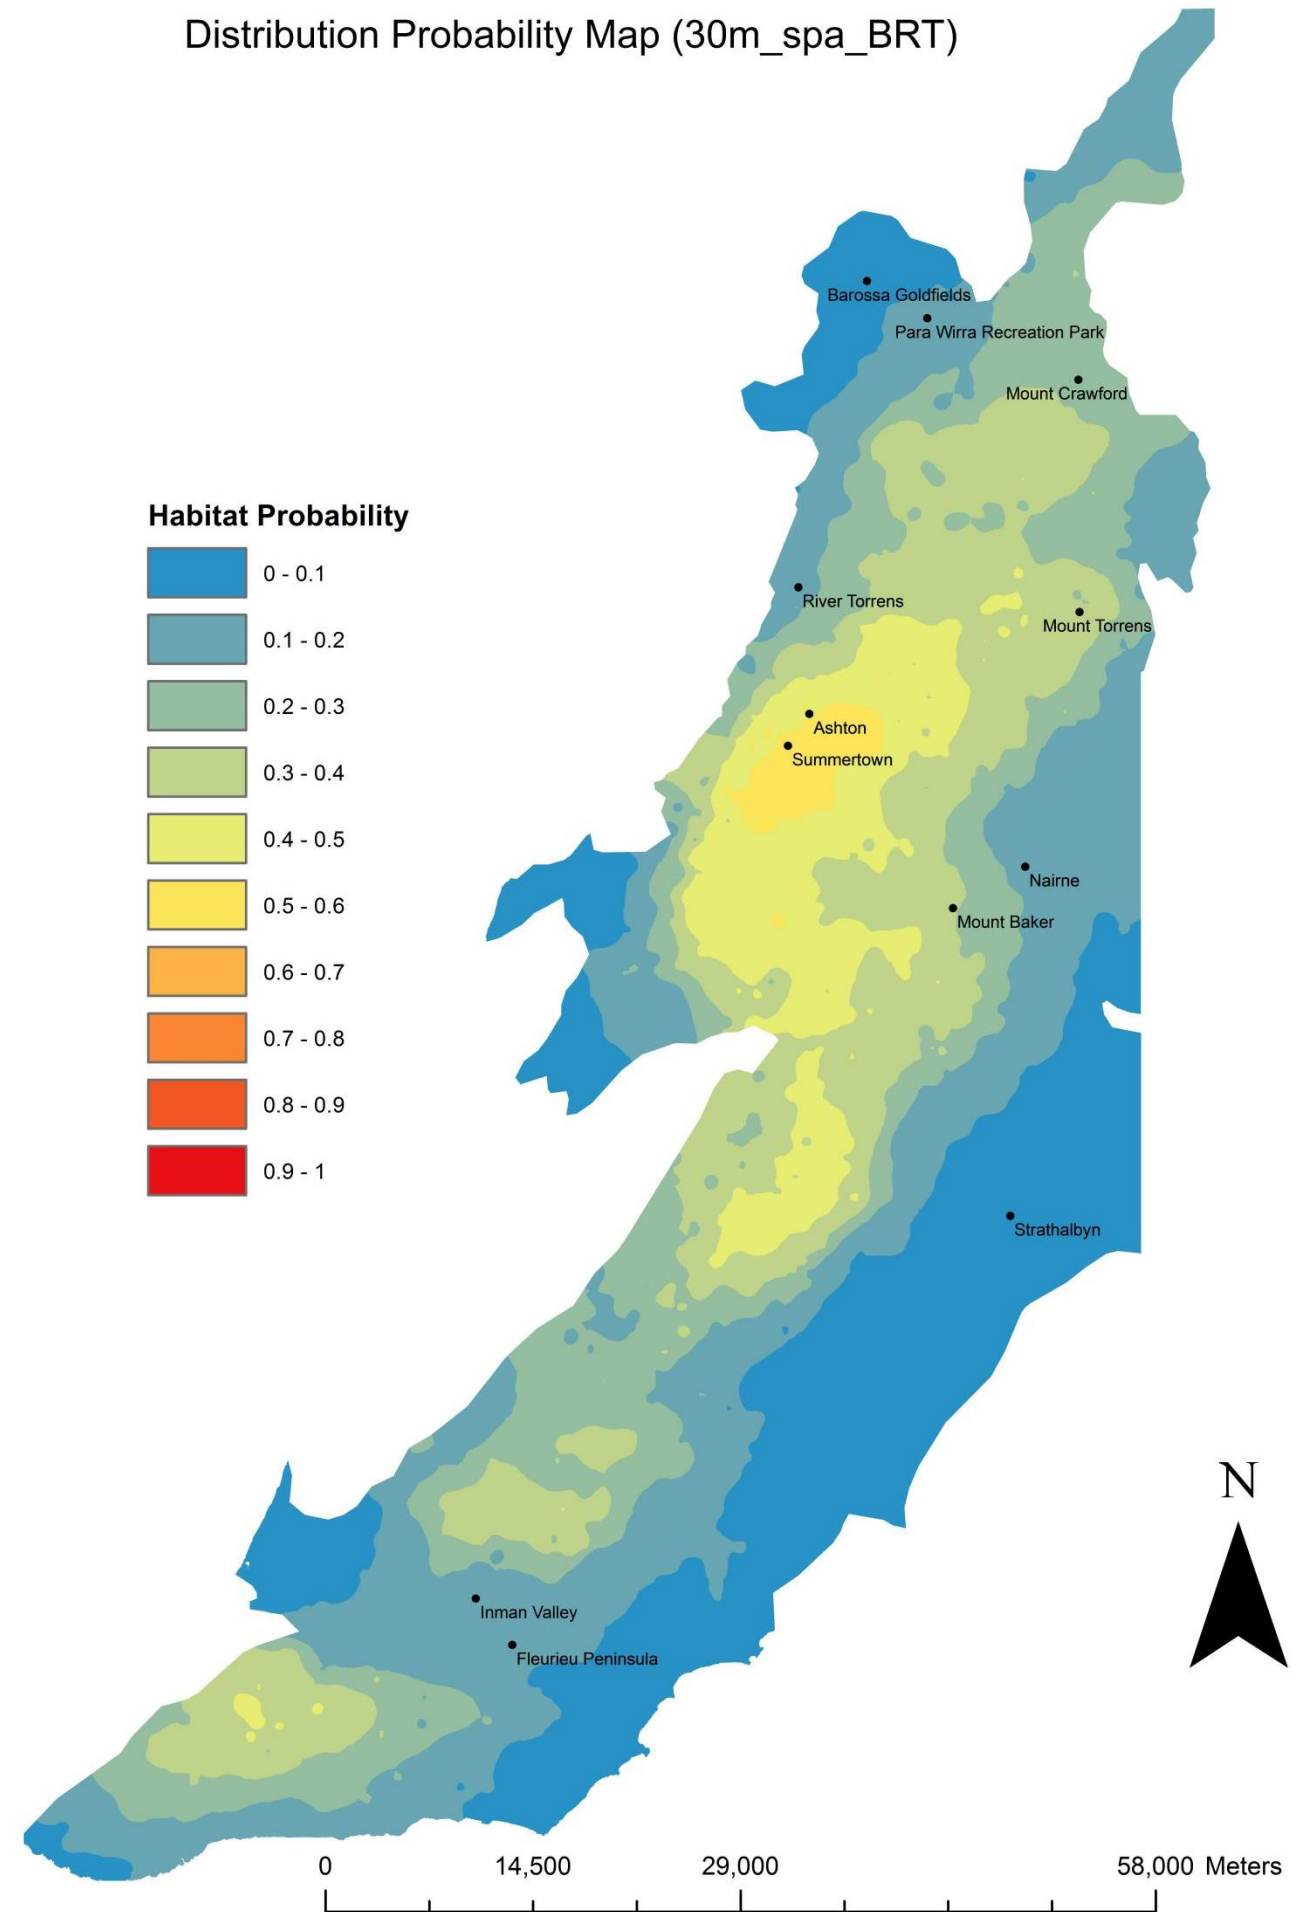 Distribution Probability Map (30m_spa_BRT)
Barossa Goldfields
Para Wirra Recreation Park
Mount Crawford
Habitat Probability
0 - 0.1
0.1 - 0.2
0.2 - 0.3
0.3 - 0.4
0.4 - 0.5
0.5 - 0.6
0.6 - 0.7
0.7 - 0.8
0.8 - 0.9
0.9 - 1
River Torrens
Mount Torrens
Ashton
Summertown
Nairne
Mount Baker
Strathalbyn
N
Inman Valley
Fleurieu Peninsula
0 14,500 29,000 58,000 Meters